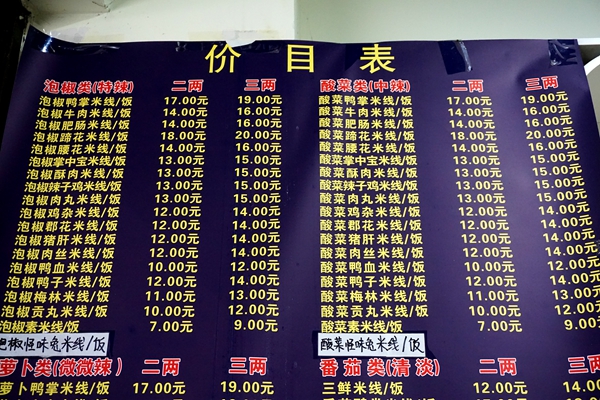 价目表
泡椒类(特辣) 二两 三两
泡椒鸭掌米线/饭 17.00元 19.00元
泡椒牛肉米线/饭 14.00元 16.00元
泡椒肥肠米线/饭 14.00元 16.00元
泡椒蹄花米线/饭 18.00元 20.00元
泡椒腰花米线/饭 14.00元 16.00元
泡椒掌中宝米线/饭 13.00元 15.00元
泡椒酥肉米线/饭 13.00元 15.00元
泡椒辣子鸡米线/饭 13.00元 15.00元
泡椒肉丸米线/饭 13.00元 15.00元
泡椒鸡杂米线/饭 12.00元 14.00元
泡椒郡花米线/饭 12.00元 14.00元
泡椒猪肝米线/饭 12.00元 14.00元
泡椒肉丝米线/饭 12.00元 14.00元
泡椒鸭血米线/饭 10.00元 12.00元
泡椒鸭子米线/饭 12.00元 14.00元
泡椒梅林米线/饭 11.00元 13.00元
泡椒贡丸米线/饭 10.00元 12.00元
泡椒素米线/饭 7.00元 9.00元
泡椒怪味兔米线/饭
萝卜类(微微辣) 二两 三两
萝卜鸭掌米线/饭 17.00元 19.00元
酸菜类(中辣) 二两 三两
酸菜鸭掌米线/饭 17.00元 19.00元
酸菜牛肉米线/饭 14.00元 16.00元
酸菜肥肠米线/饭 14.00元 16.00元
酸菜蹄花米线/饭 18.00元 20.00元
酸菜腰花米线/饭 14.00元 16.00元
酸菜掌中宝米线/饭 13.00元 15.00元
酸菜酥肉米线/饭 13.00元 15.00元
酸菜辣子鸡米线/饭 13.00元 15.00元
酸菜肉丸米线/饭 13.00元 15.00元
酸菜鸡杂米线/饭 12.00元 14.00元
酸菜郡花米线/饭 12.00元 14.00元
酸菜猪肝米线/饭 12.00元 14.00元
酸菜肉丝米线/饭 12.00元 14.00元
酸菜鸭血米线/饭 10.00元 12.00元
酸菜鸭子米线/饭 12.00元 14.00元
酸菜梅林米线/饭 11.00元 13.00元
酸菜贡丸米线/饭 10.00元 12.00元
酸菜素米线/饭 7.00元 9.00元
酸菜怪味兔米线/饭
番茄类(清淡) 二两 三两
三鲜米线/饭 12.00元 14.00元